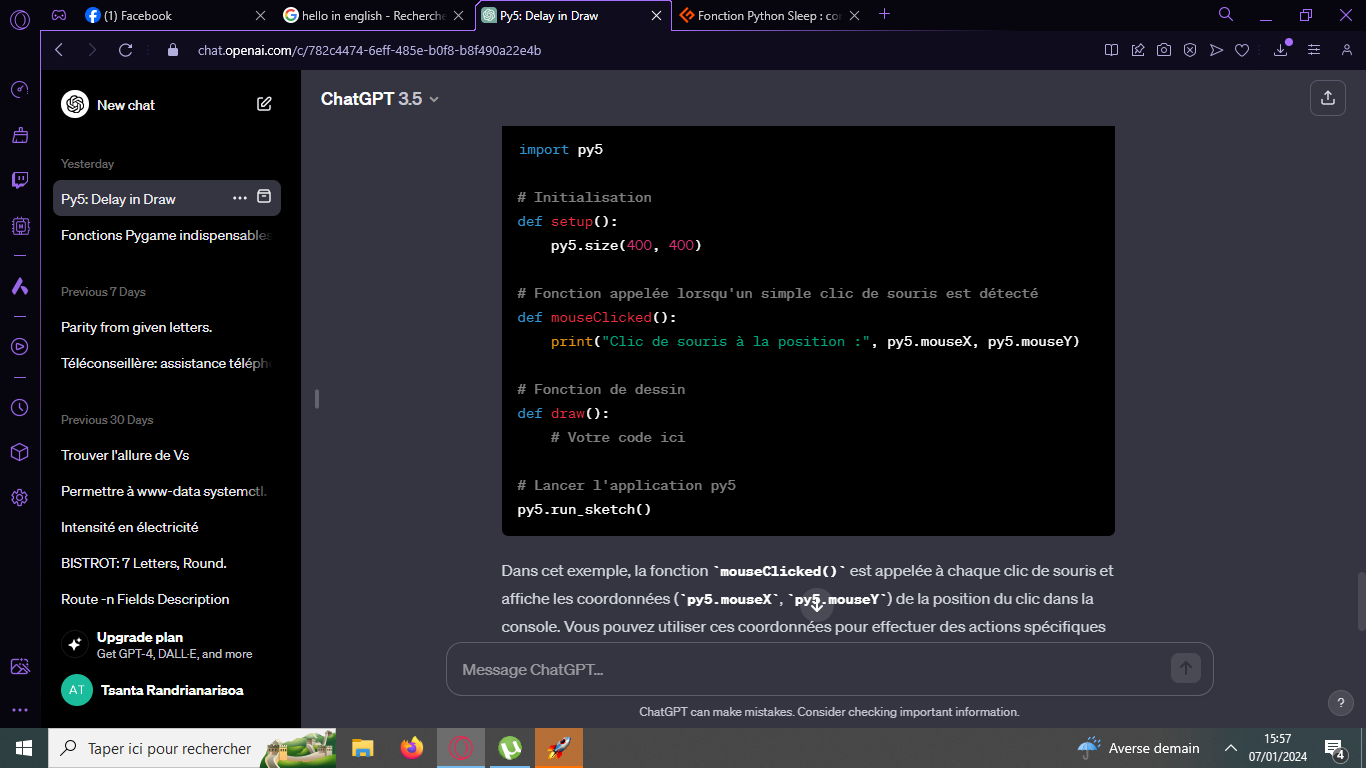 (1) Facebook
hello in english - Recherche
Py5: Delay in Draw
Fonction Python Sleep : co
chat.openai.com/c/782c4474-6eff-485e-b0f8-b8f490a22e4b
New chat
Yesterday
Py5: Delay in Draw
Fonctions Pygame indispensables
Previous 7 Days
Parity from given letters.
Téléconseillère: assistance téléph
Previous 30 Days
Trouver l'allure de Vs
Permettre à www-data systemctl.
Intensité en électricité
BISTROT: 7 Letters, Round.
Route -n Fields Description
Upgrade plan
Get GPT-4, DALL·E, and more
AT Tsanta Randrianarisoa
ChatGPT 3.5
import py5
# Initialisation
def setup():
    py5.size(400, 400)
# Fonction appelée lorsqu'un simple clic de souris est détecté
def mouseClicked():
    print("Clic de souris à la position :", py5.mouseX, py5.mouseY)
# Fonction de dessin
def draw():
    # Votre code ici
# Lancer l'application py5
py5.run_sketch()
Dans cet exemple, la fonction `mouseClicked()` est appelée à chaque clic de souris et
affiche les coordonnées (`py5.mouseX`, `py5.mouseY`) de la position du clic dans la
console. Vous pouvez utiliser ces coordonnées pour effectuer des actions spécifiques
Message ChatGPT...
ChatGPT can make mistakes. Consider checking important information.
?
Taper ici pour rechercher
Averse demain
15:57
07/01/2024
4